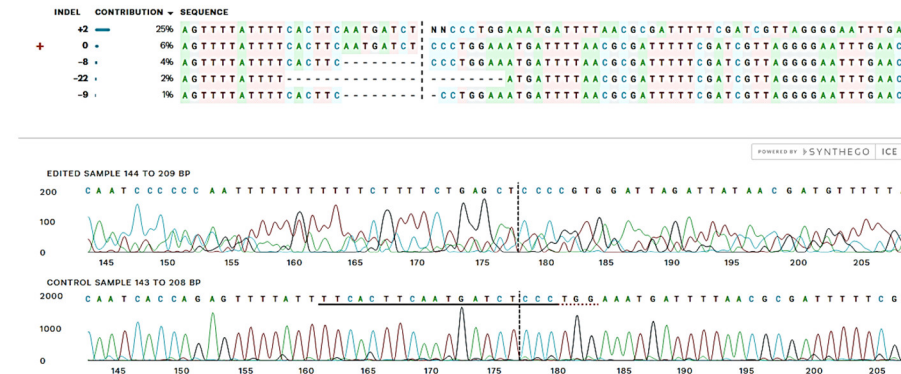 INDEL CONTRIBUTION SEQUENCE
+2 25% AGTTTTATTTTCACTTCAATGATCT NNCCCTGGAAATGATTTTAACGCGATTTTTCGATCGTTAGGGGAATTTGA
+ 0 6% AGTTTTATTTTCACTTCAATGATCT CCCTGGAAATGATTTTAACGCGATTTTTCGATCGTTAGGGGAATTTGAAC
-8 4% AGTTTTATTTTCACTTC-------- CCCTGGAAATGATTTTAACGCGATTTTTCGATCGTTAGGGGAATTTGAAC
-22 2% AGTTTTATTTT-------------- --------ATGATTTTAACGCGATTTTTCGATCGTTAGGGGAATTTGAAC
-9 1% AGTTTTATTTTCACTTC-------- -CCTGGAAATGATTTTAACGCGATTTTTCGATCGTTAGGGGAATTTGAAC
POWERED BY SYNTHEGO ICE
EDITED SAMPLE 144 TO 209 BP
200 CAATCCCCCCAATTTTTTTTTTTCTTTTCTGAGCTCCCCGTGGATTAGATTATAACGATGTTTTT
100
0
145 150 155 160 165 170 175 180 185 190 195 200 205
CONTROL SAMPLE 143 TO 208 BP
2000 CAATCACCAGAGTTTTATTTTCACTTCAATGATCTCCCTGGAAATGATTTTAACGCGATTTTTCG
1000
0
145 150 155 160 165 170 175 180 185 190 195 200 205